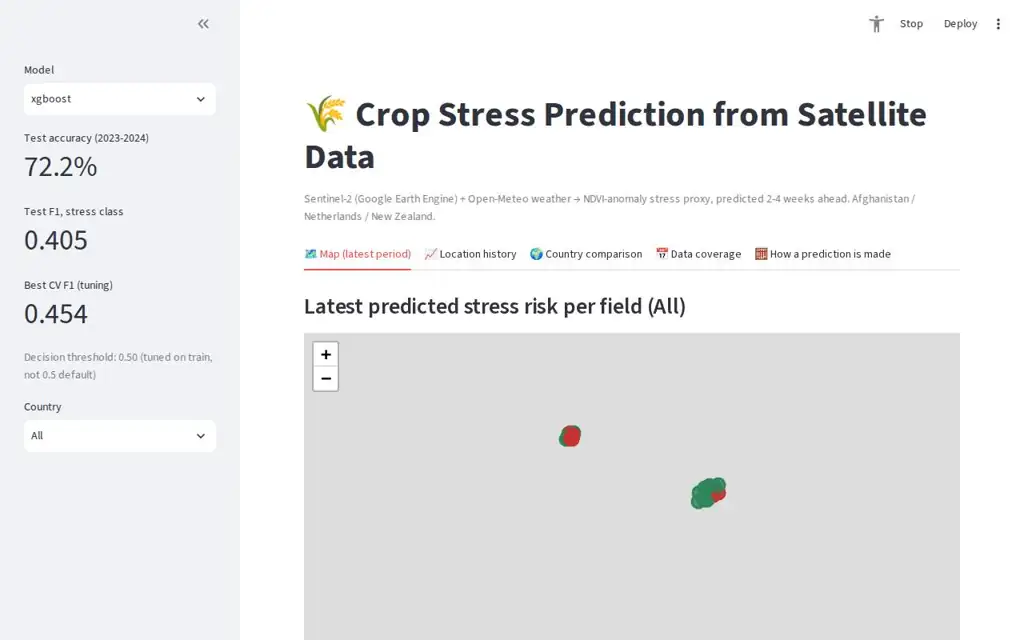 Stop
Deploy
Model
xgboost
Test accuracy (2023-2024)
72.2%
Test F1, stress class
0.405
Best CV F1 (tuning)
0.454
Decision threshold: 0.50 (tuned on train,
not 0.5 default)
Country
All
Crop Stress Prediction from Satellite
Data
Sentinel-2 (Google Earth Engine) + Open-Meteo weather → NDVI-anomaly stress proxy, predicted 2-4 weeks ahead. Afghanistan /
Netherlands / New Zealand.
Map (latest period)
Location history
Country comparison
Data coverage
How a prediction is made
Latest predicted stress risk per field (All)
+
−